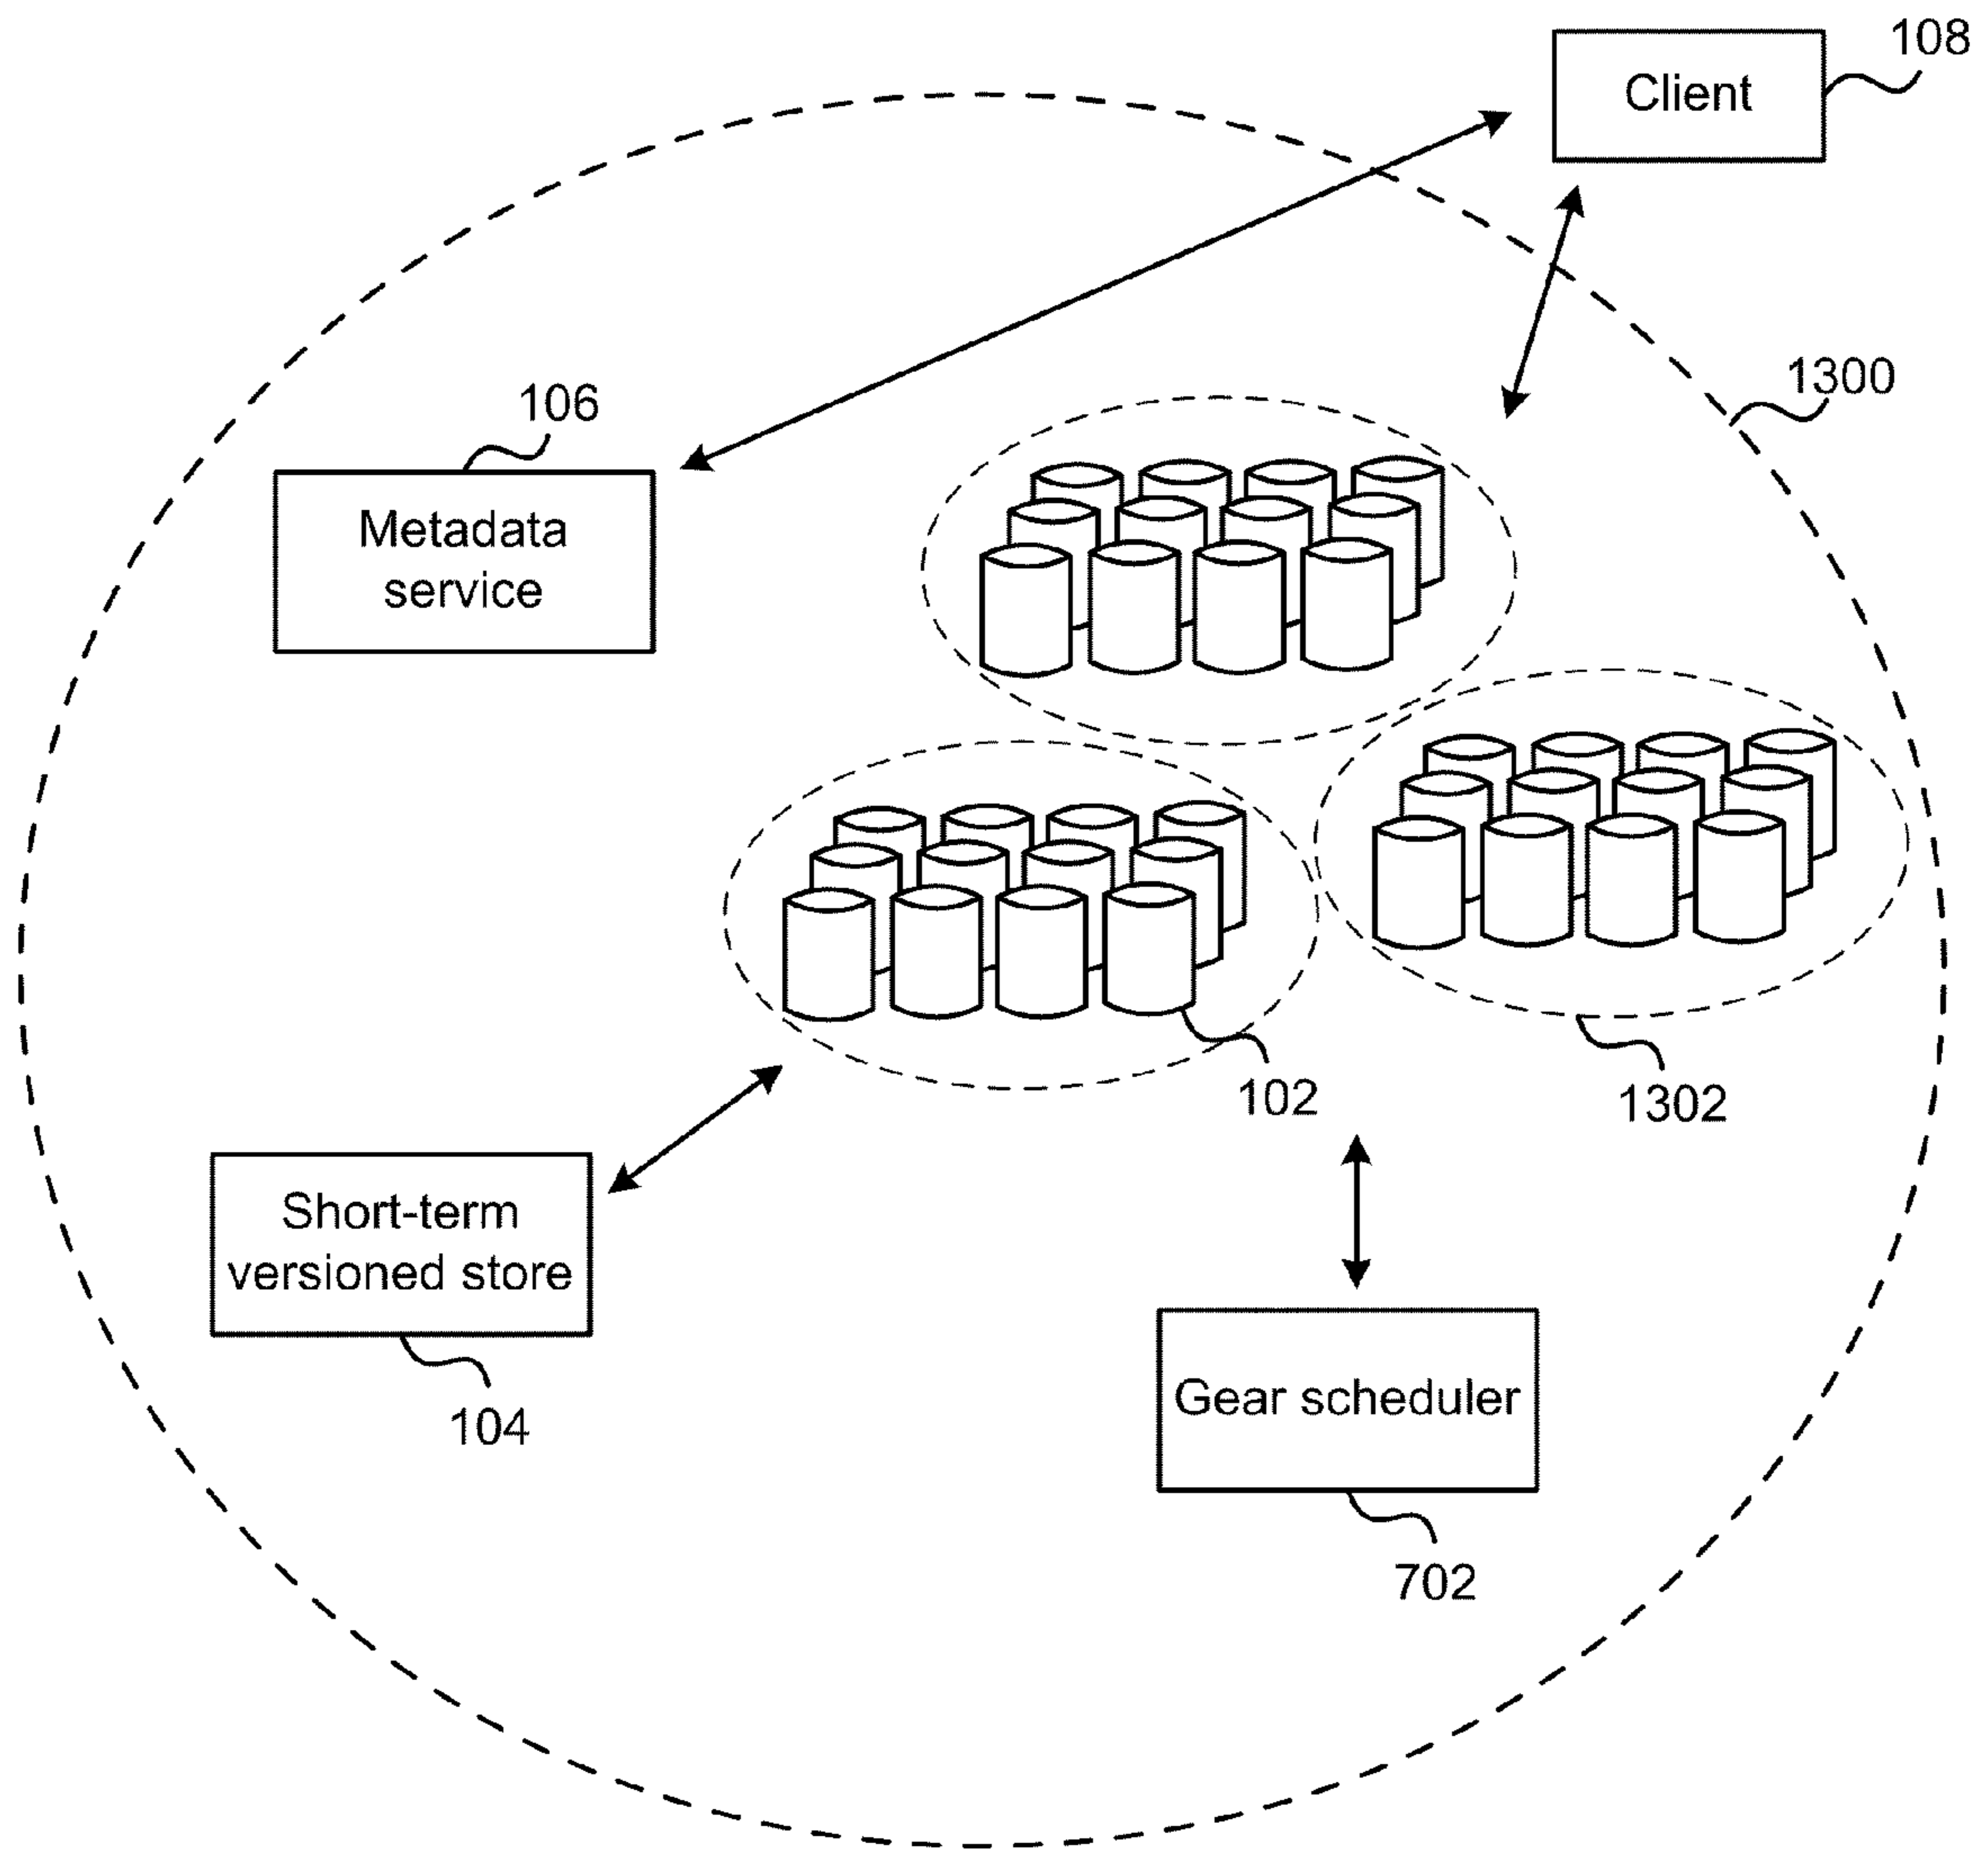 108
Client
1300
106
Metadata
service
102
1302
Short-term
versioned store
104
Gear scheduler
702